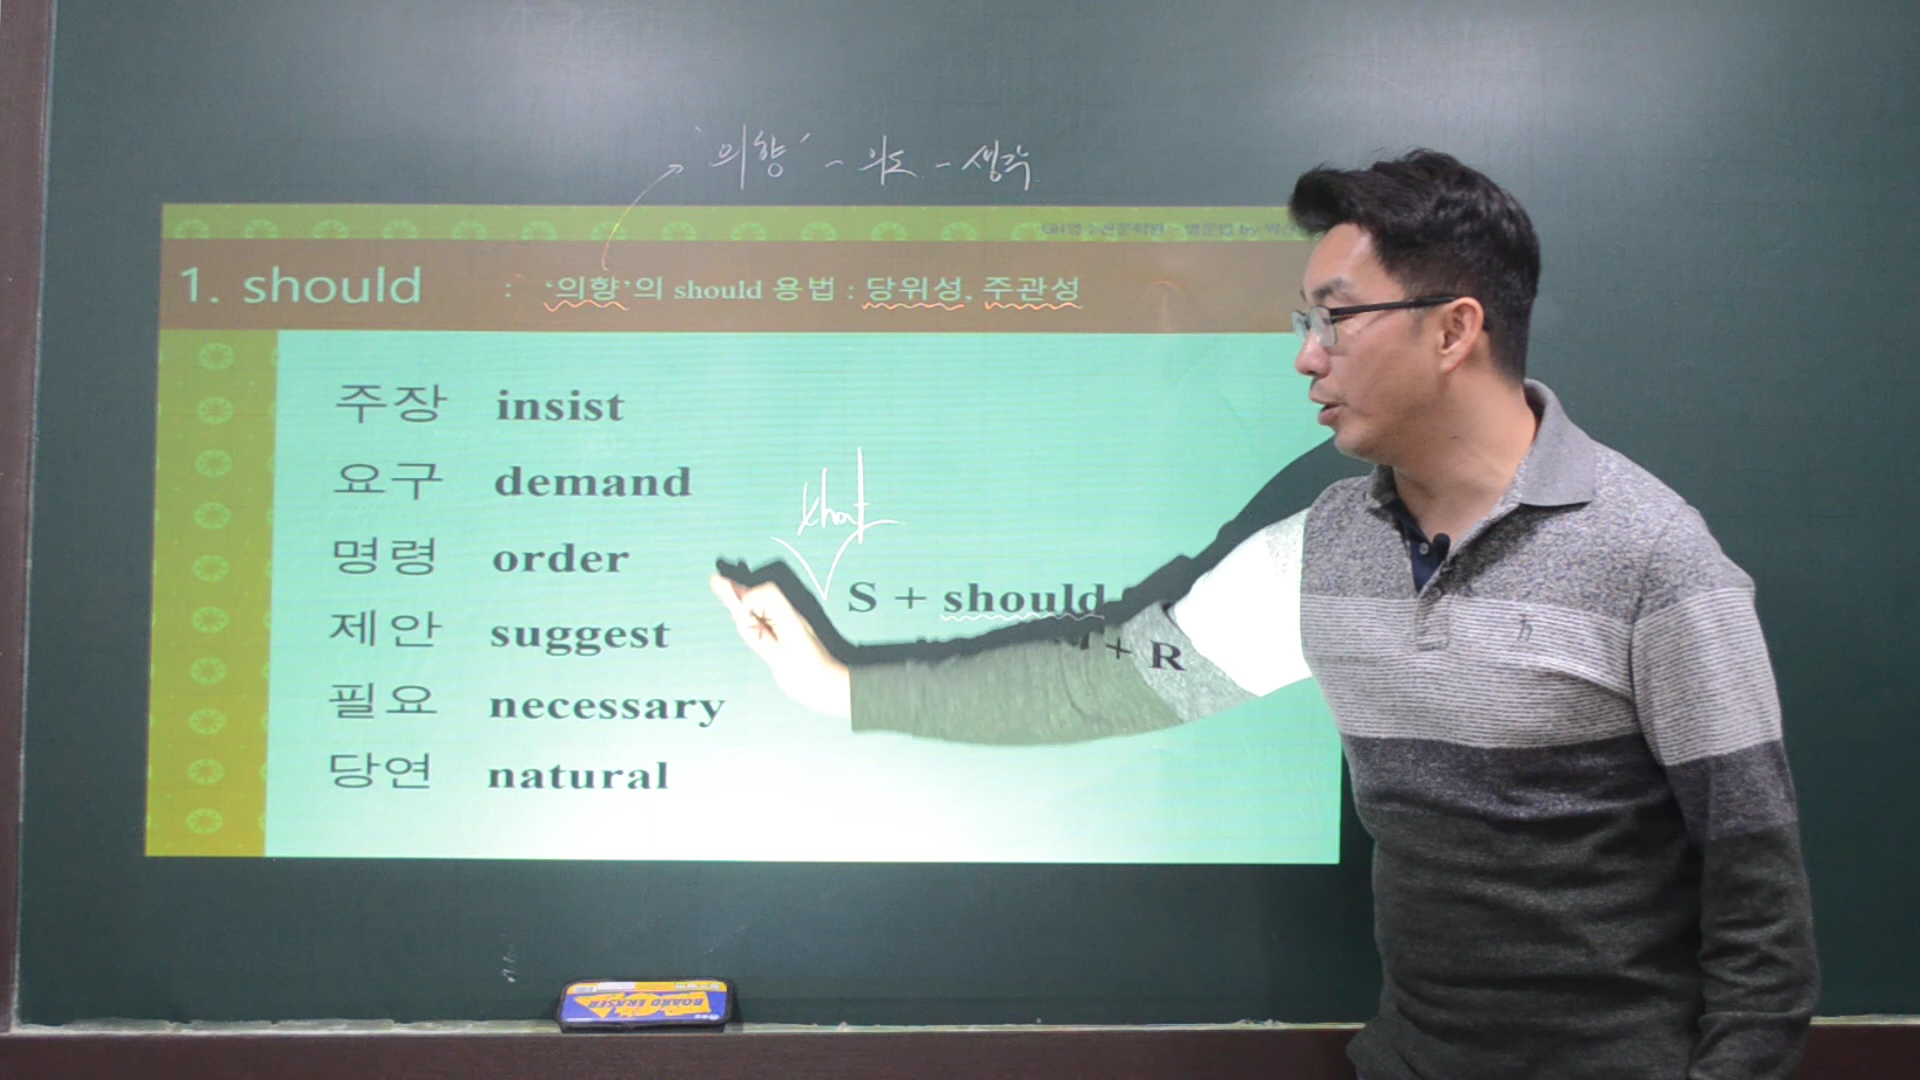 ‘의향’ - 의도 - 생각
1. should : ‘의향’의 should 용법 : 당위성, 주관성
주장 insist
요구 demand
명령 order
제안 suggest
필요 necessary
당연 natural
that
S + should
+ R
BOARD ERASER